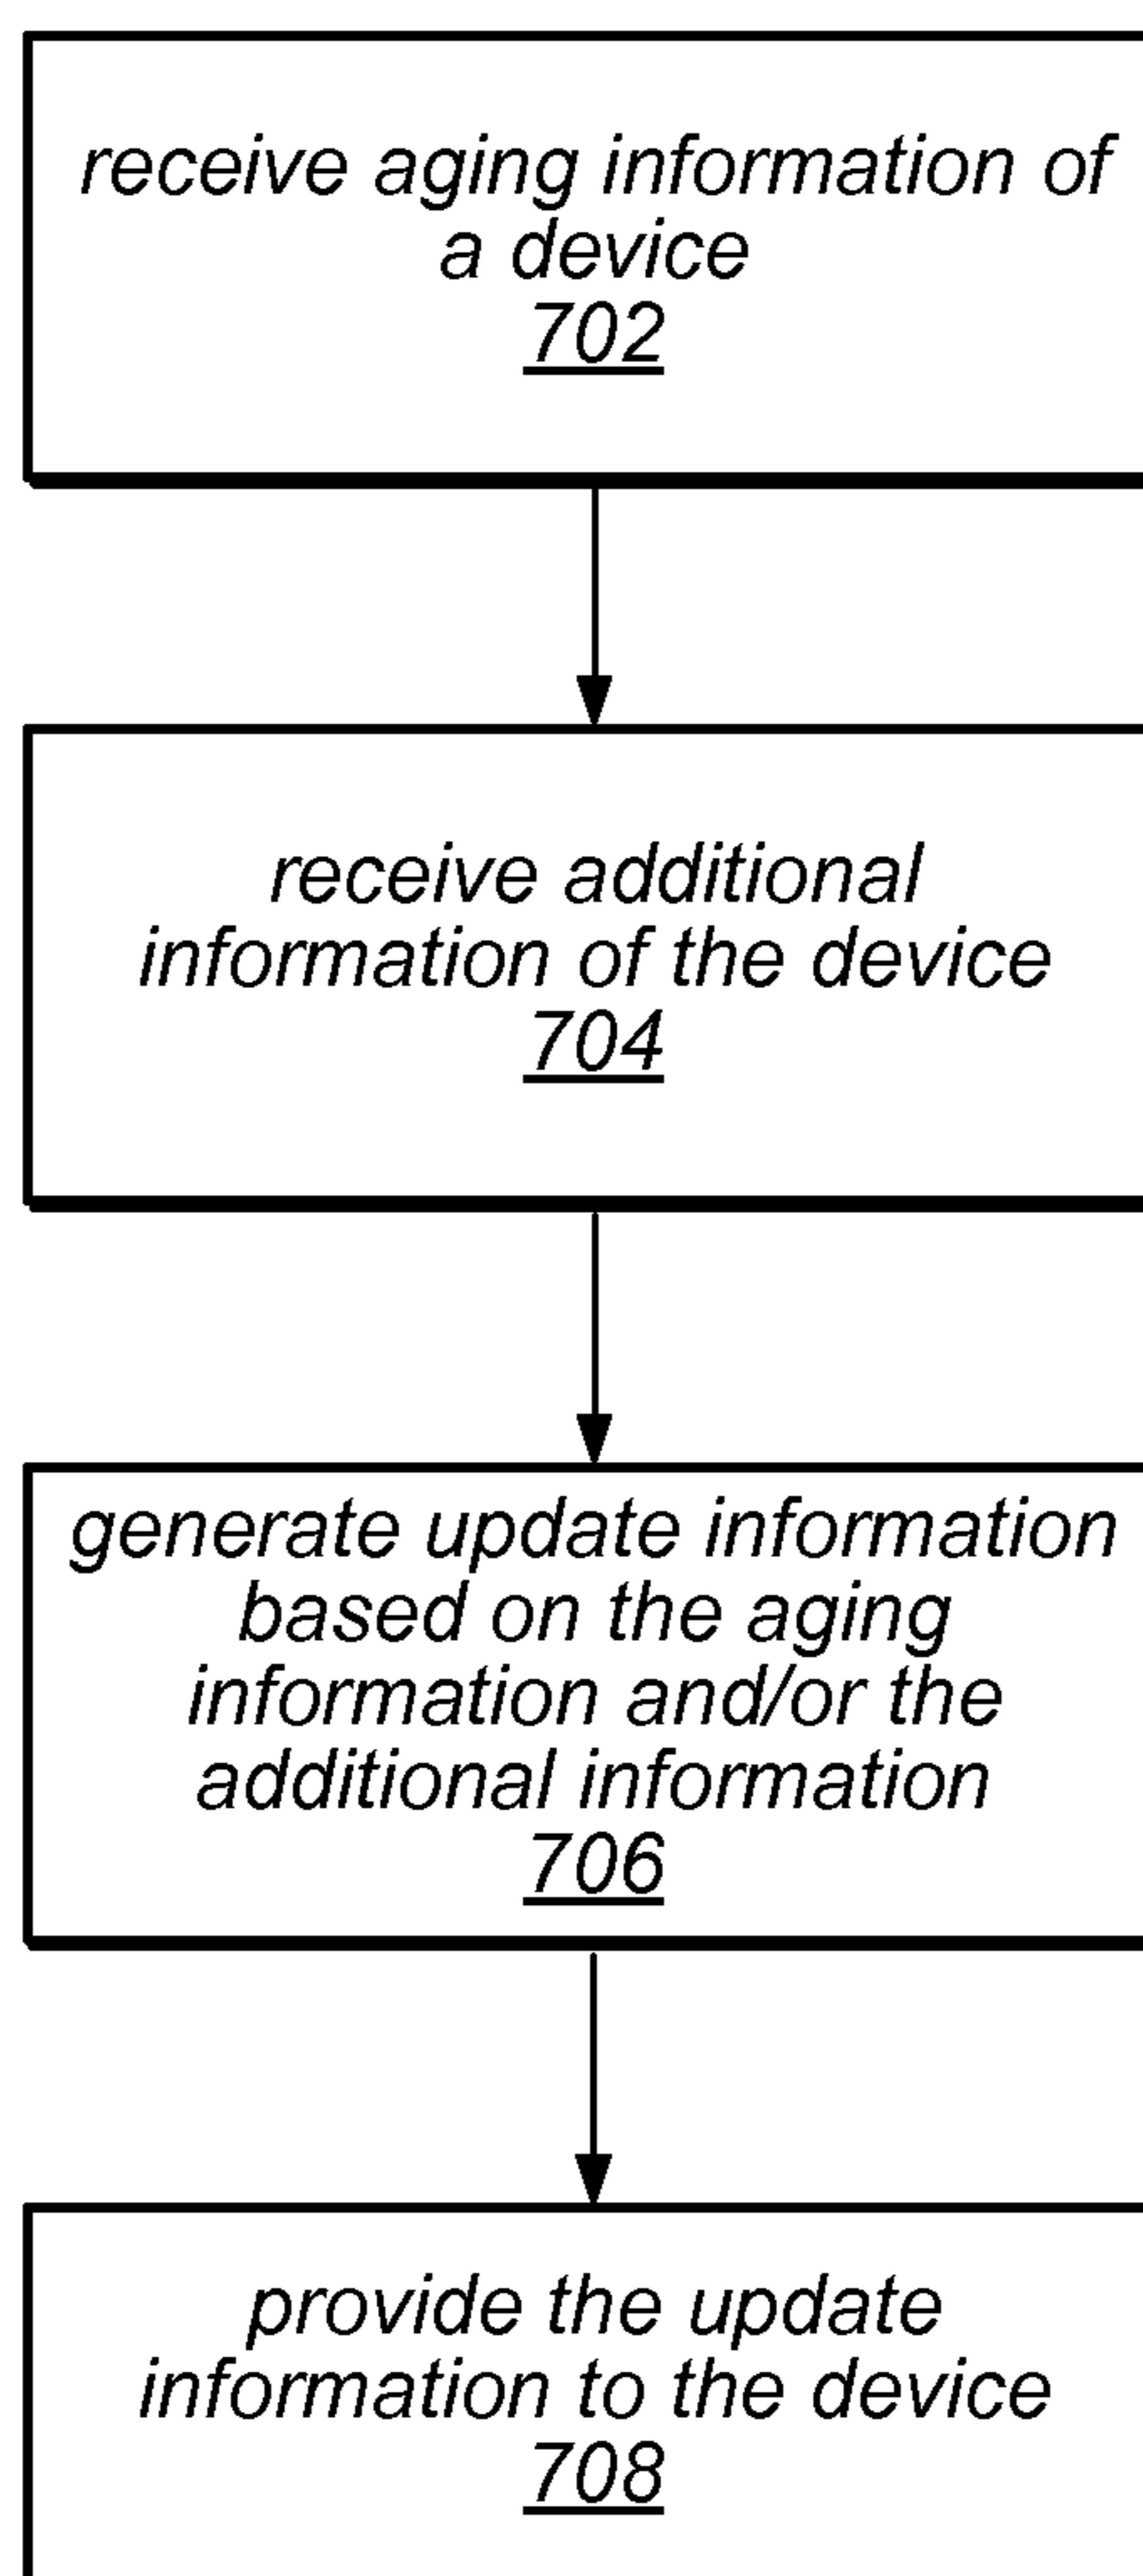 receive aging information of
a device
702
receive additional
information of the device
704
generate update information
based on the aging
information and/or the
additional information
706
provide the update
information to the device
708